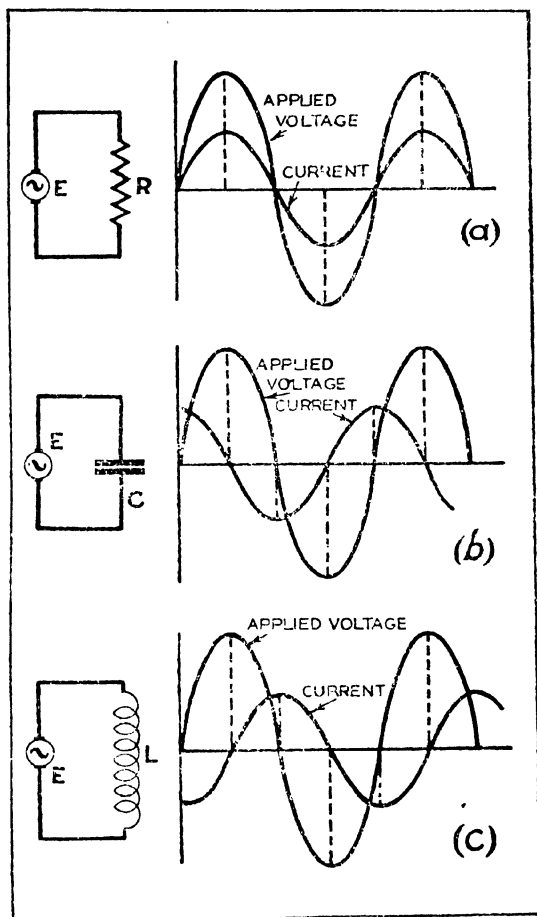 APPLIED
VOLTAGE
CURRENT
E
R
(a)
APPLIED
VOLTAGE
CURRENT
E
C
(b)
APPLIED VOLTAGE
CURRENT
E
L
(c)